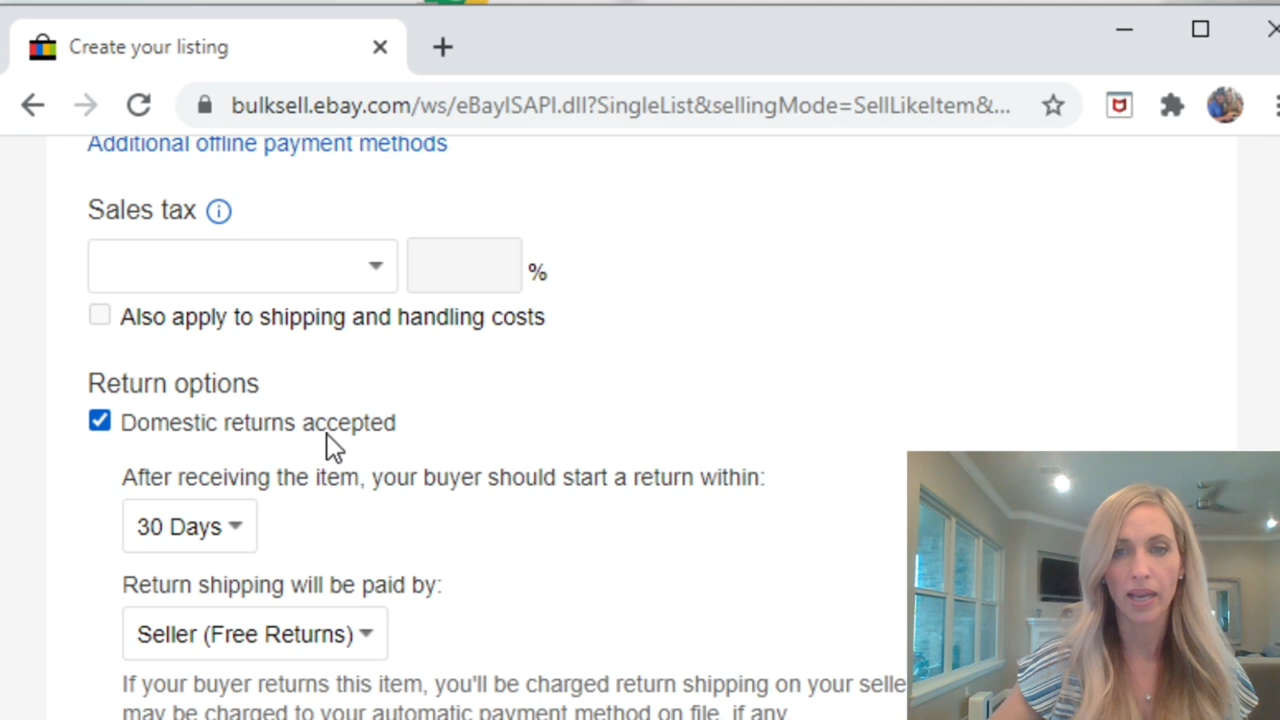 Create your listing
bulksell.ebay.com/ws/eBayISAPI.dll?SingleList&sellingMode=SellLikeItem&...
Additional offline payment methods
Sales tax
%
Also apply to shipping and handling costs
Return options
Domestic returns accepted
After receiving the item, your buyer should start a return within:
30 Days
Return shipping will be paid by:
Seller (Free Returns)
If your buyer returns this item, you'll be charged return shipping on your selle
may be charged to your automatic payment method on file, if any